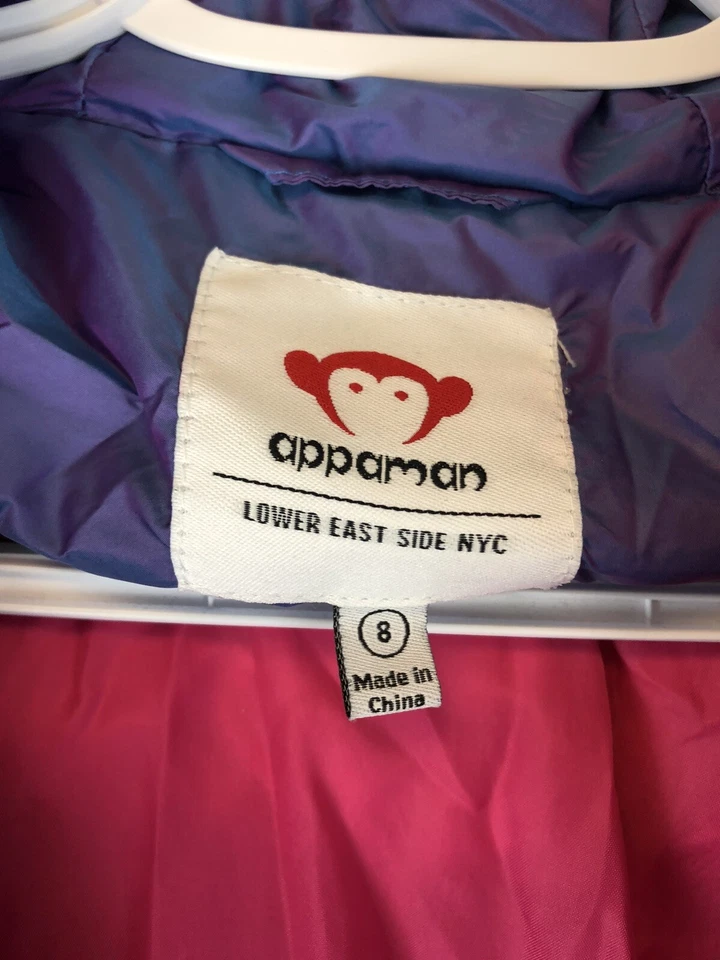 appaman
LOWER EAST SIDE NYC
8
Made in
China